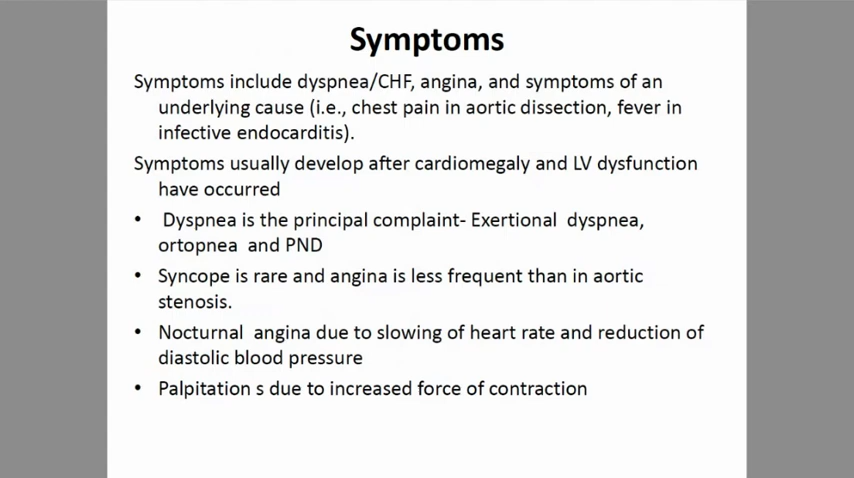 Symptoms
Symptoms include dyspnea/CHF, angina, and symptoms of an
underlying cause (i.e., chest pain in aortic dissection, fever in
infective endocarditis).
Symptoms usually develop after cardiomegaly and LV dysfunction
have occurred
• Dyspnea is the principal complaint- Exertional dyspnea,
ortopnea and PND
• Syncope is rare and angina is less frequent than in aortic
stenosis.
• Nocturnal angina due to slowing of heart rate and reduction of
diastolic blood pressure
• Palpitation s due to increased force of contraction